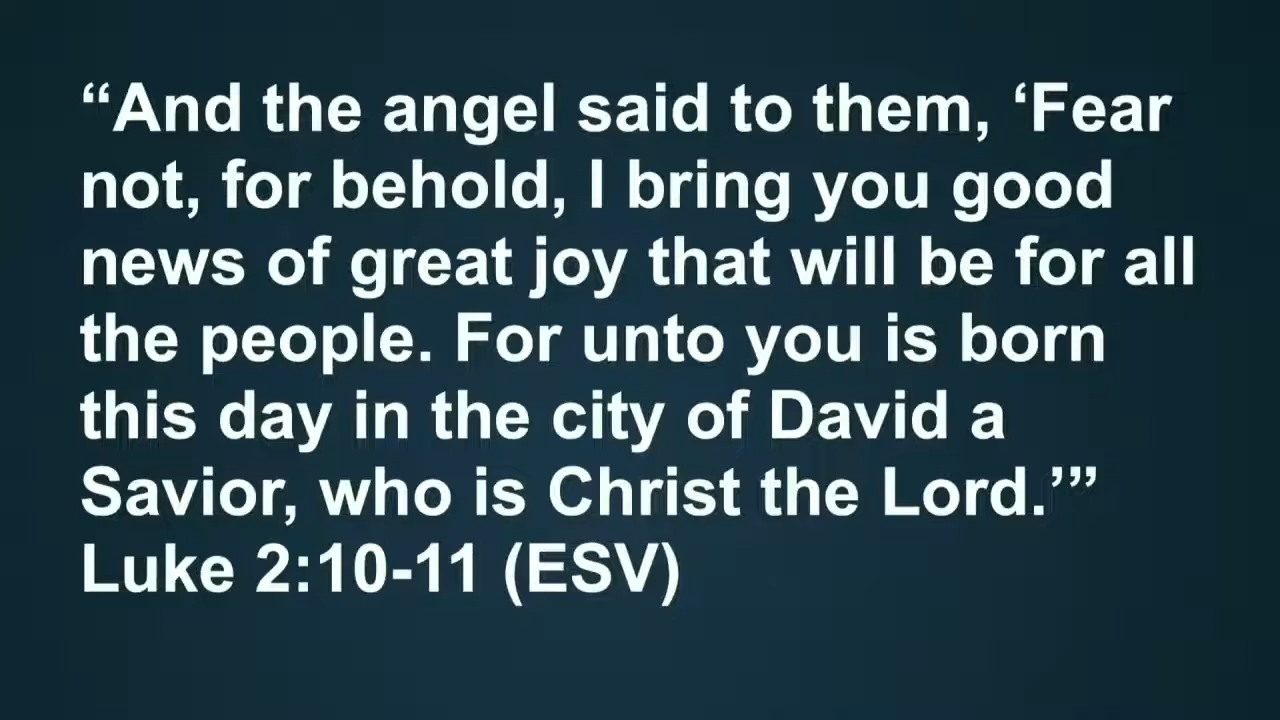 “And the angel said to them, ‘Fear
not, for behold, I bring you good
news of great joy that will be for all
the people. For unto you is born
this day in the city of David a
Savior, who is Christ the Lord.’”
Luke 2:10-11 (ESV)